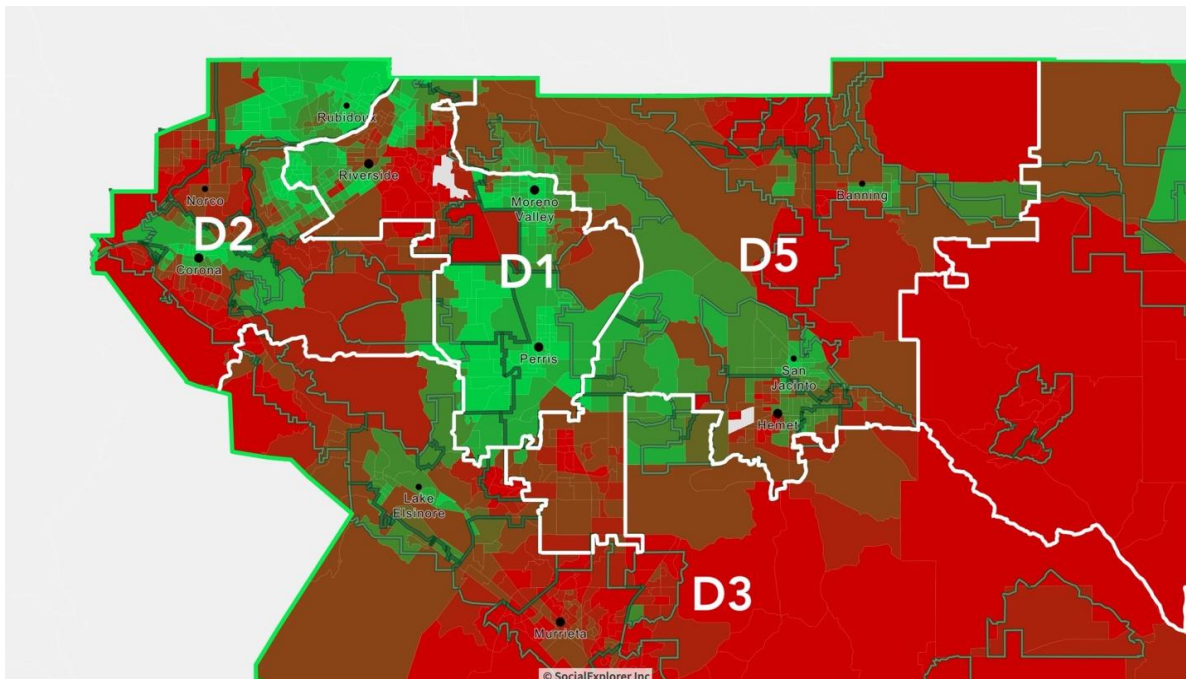 Rubidoux
Riverside
Norco
Moreno
Valley
Banning
D2
D5
Corona
D1
Perris
San
Jacinto
Hemet
Lake
Elsinore
D3
Murrieta
© SocialExplorer Inc